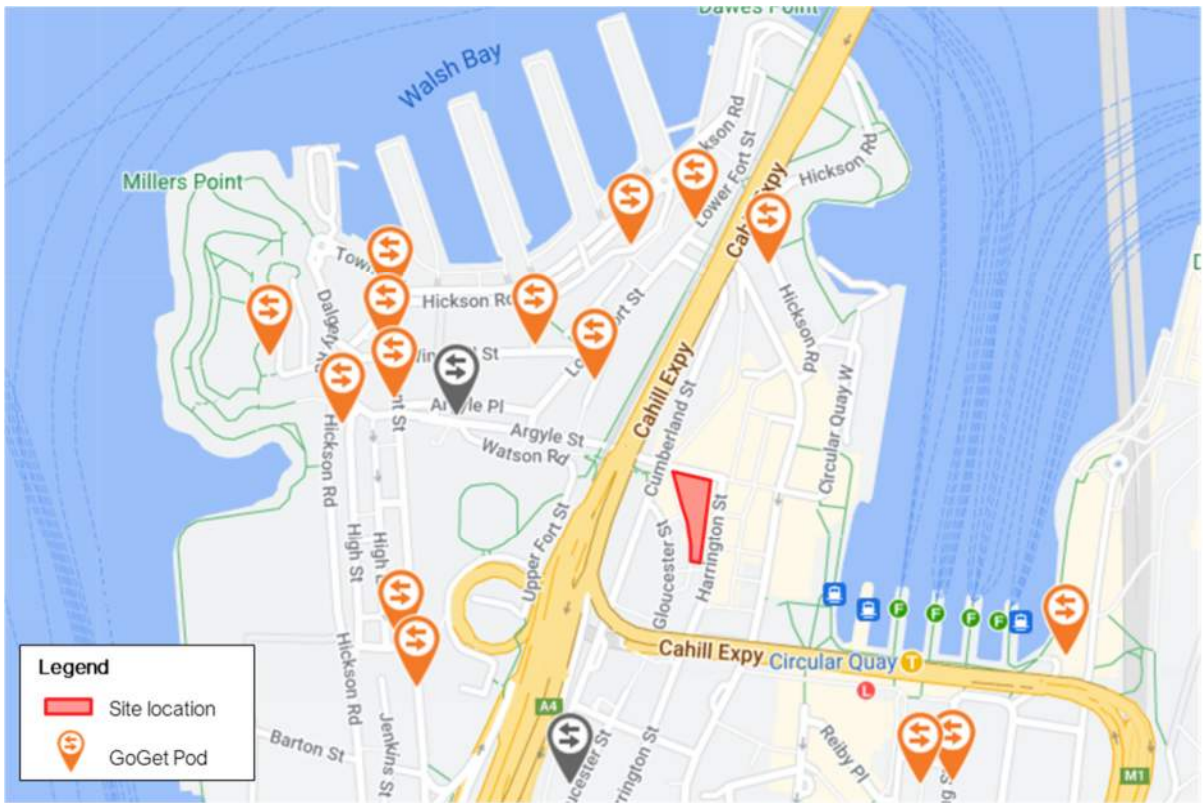 Dawes Point
Walsh Bay
Hickson Rd
Lower Fort St
Cahill Expy
Millers Point
Hickson Rd
Hickson Rd
Argyle Pl
Argyle St
Watson Rd
Cahill Expy
Cumberland St
Circular Quay W
Hickson Rd
High St
Upper Fort St
Gloucester St
Harrington St
Hickson Rd
Cahill Expy
Circular Quay
T
F
F
F
F
L
A4
Jenkins St
Barton St
Reiby Pl
M1
Legend
Site location
GoGet Pod